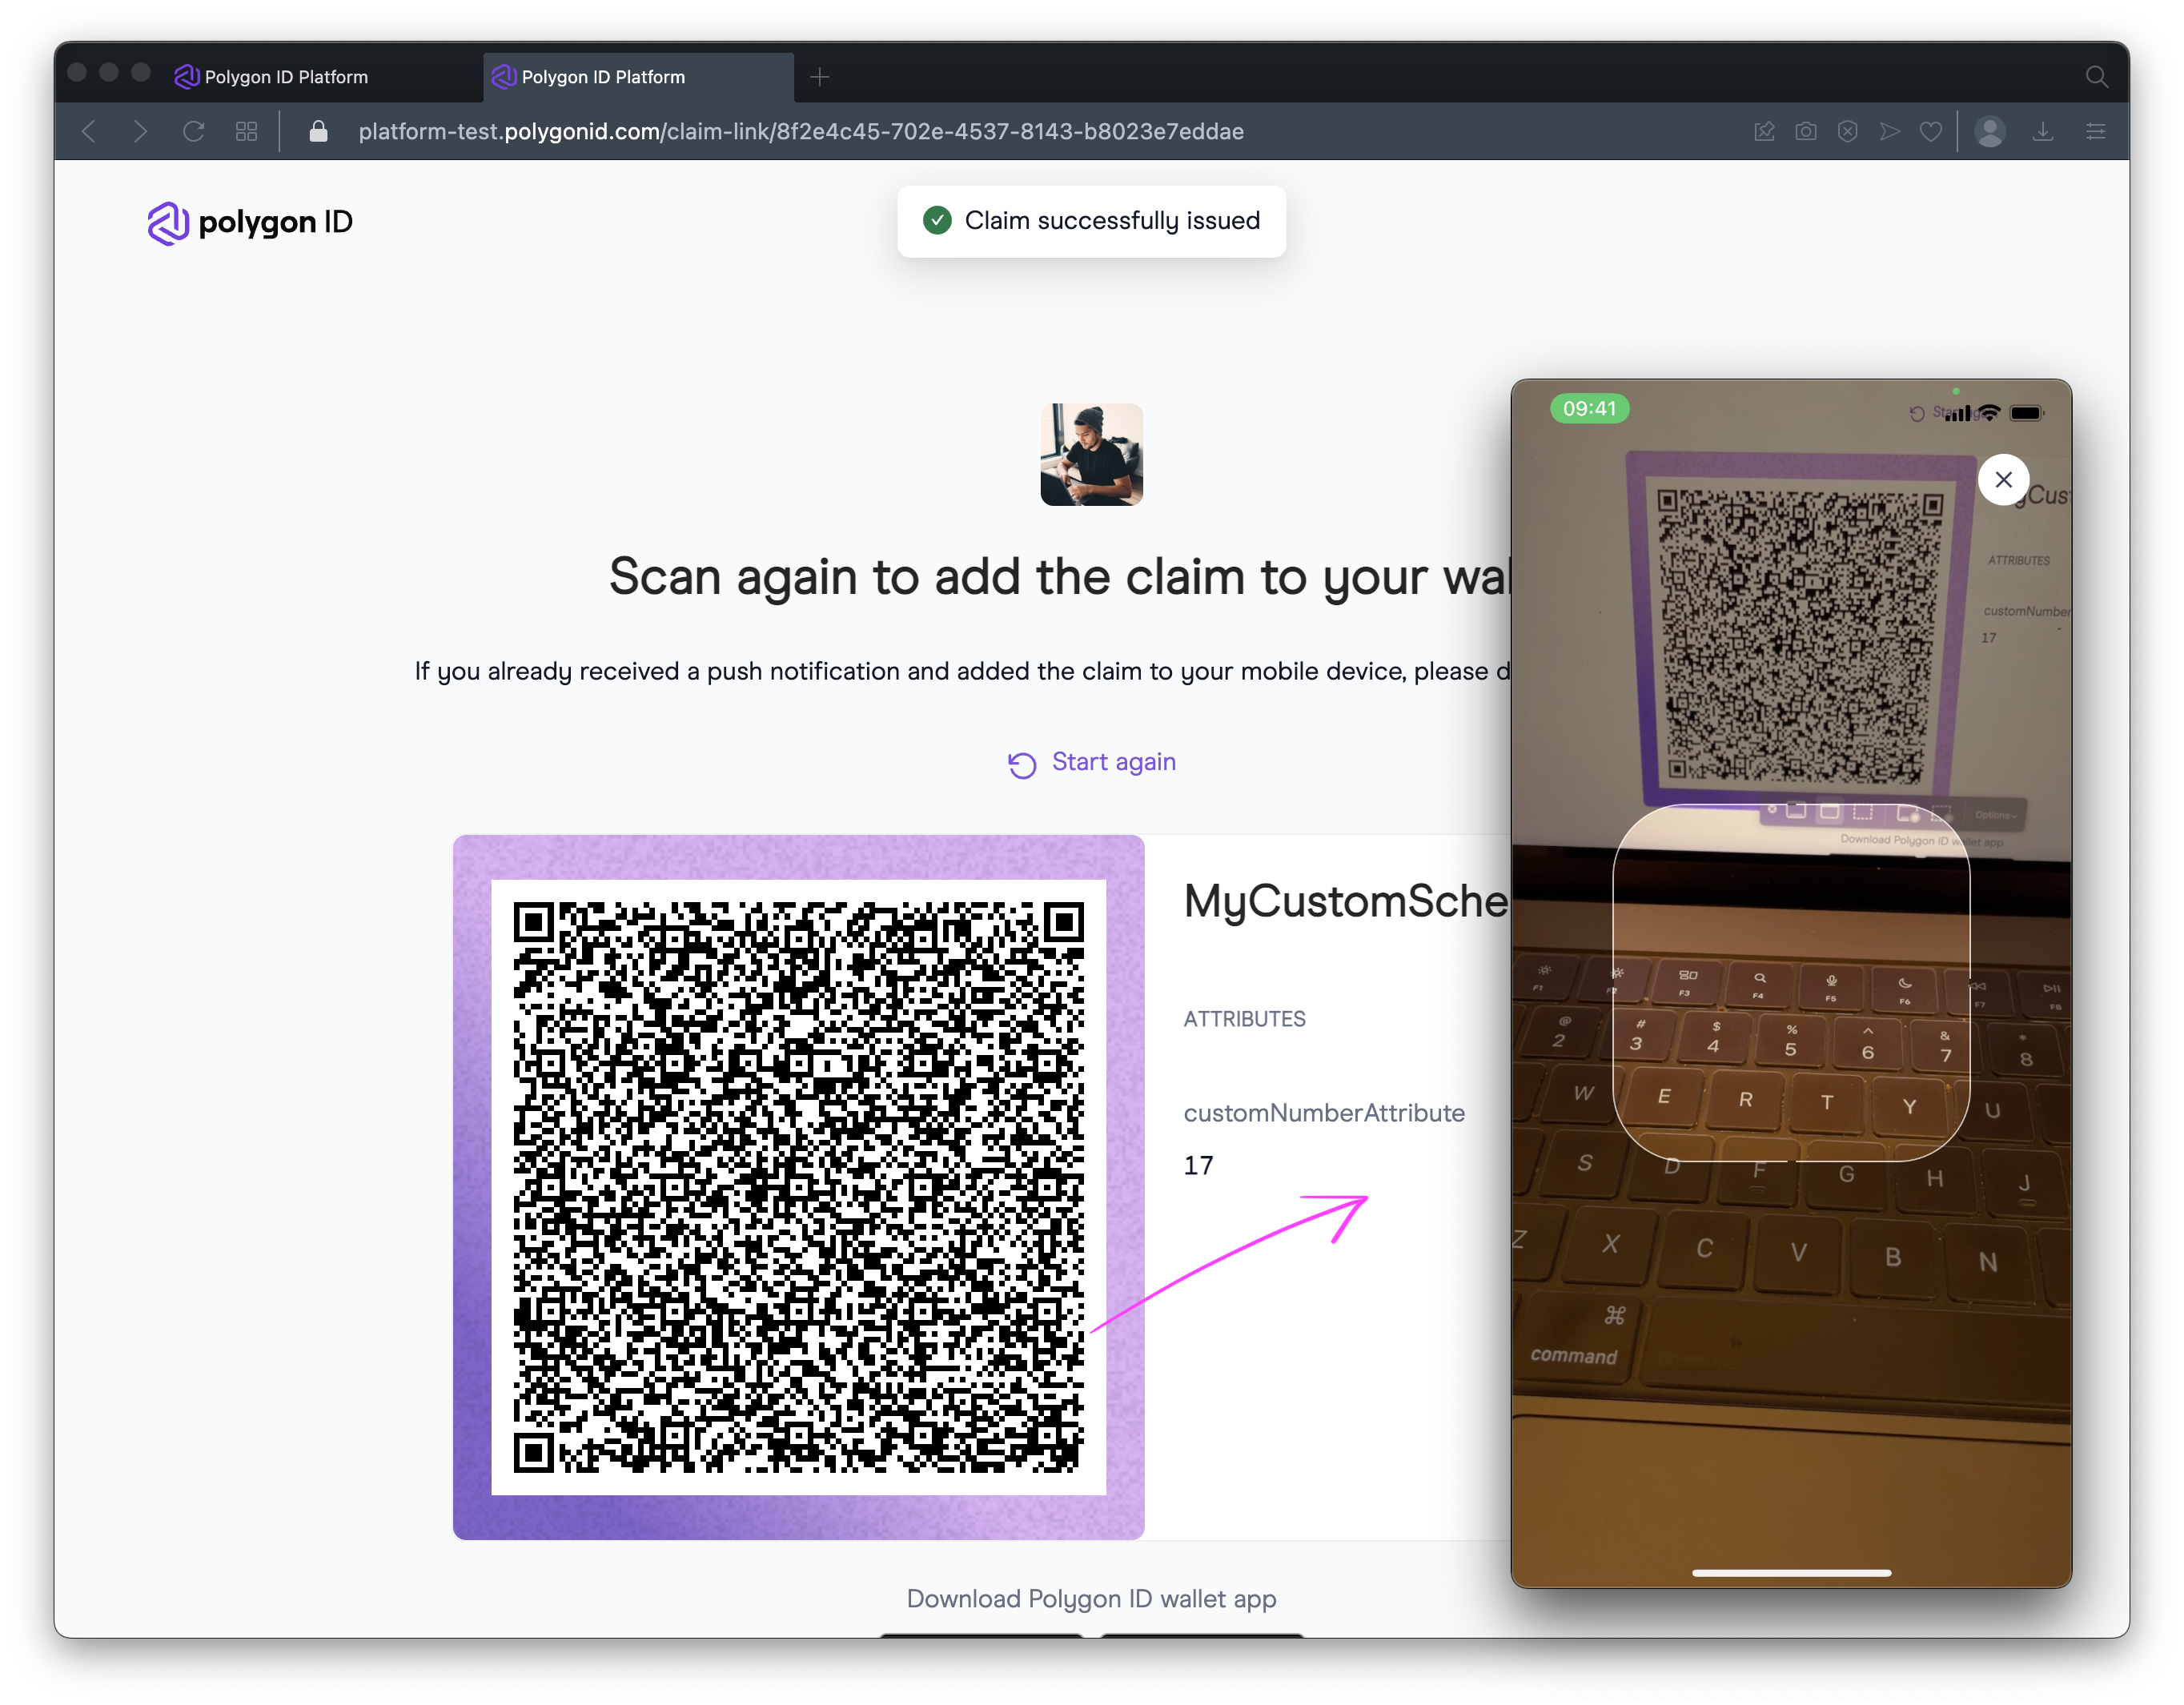 Polygon ID Platform
Polygon ID Platform
platform-test.polygonid.com/claim-link/8f2e4c45-702e-4537-8143-b8023e7eddae
polygon ID
Claim successfully issued
Scan again to add the claim to your wal
If you already received a push notification and added the claim to your mobile device, please d
Start again
MyCustomSche
ATTRIBUTES
customNumberAttribute
17
Download Polygon ID wallet app
09:41
yCus
ATTRIBUTES
customNumber
17
Options
Download Polygon ID wallet app
F1 F2 F3 F4 F5 F6 F7 F8
@ # $ % ^ & *
2 3 4 5 6 7 8
W E R T Y U
S D F G H J
Z X C V B N
⌘
command